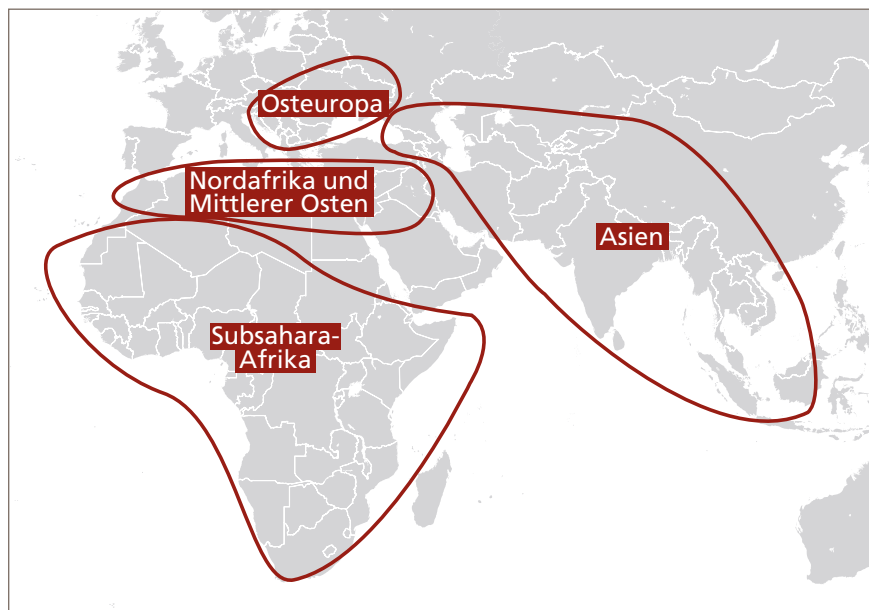 Osteuropa
Nordafrika und
Mittlerer Osten
Asien
Subsahara-
Afrika